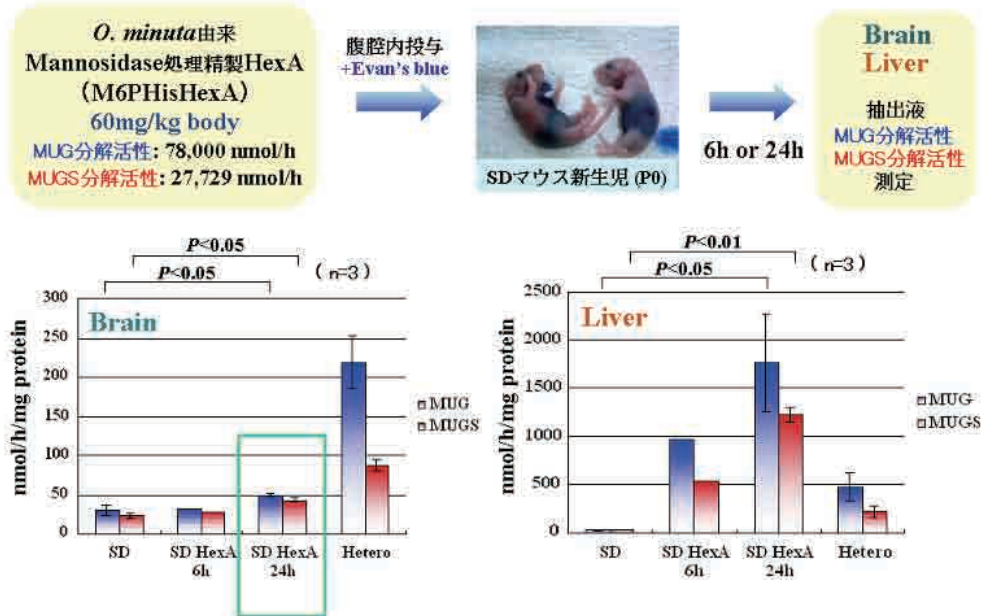 O. minuta由来
Mannosidase処理精製HexA
(M6PHisHexA)
60mg/kg body
MUG分解活性: 78,000 nmol/h
MUGS分解活性: 27,729 nmol/h
腹腔内投与
+Evan's blue
SDマウス新生児 (P0)
6h or 24h
Brain
Liver
抽出液
MUG分解活性
MUGS分解活性
測定
P<0.05
P<0.05
(n=3)
Brain
nmol/h/mg protein
300
250
200
150
100
50
0
SD
SD HexA
6h
SD HexA
24h
Hetero
MUG
MUGS
P<0.01
P<0.05
(n=3)
Liver
nmol/h/mg protein
2500
2000
1500
1000
500
0
SD
SD HexA
6h
SD HexA
24h
Hetero
MUG
MUGS